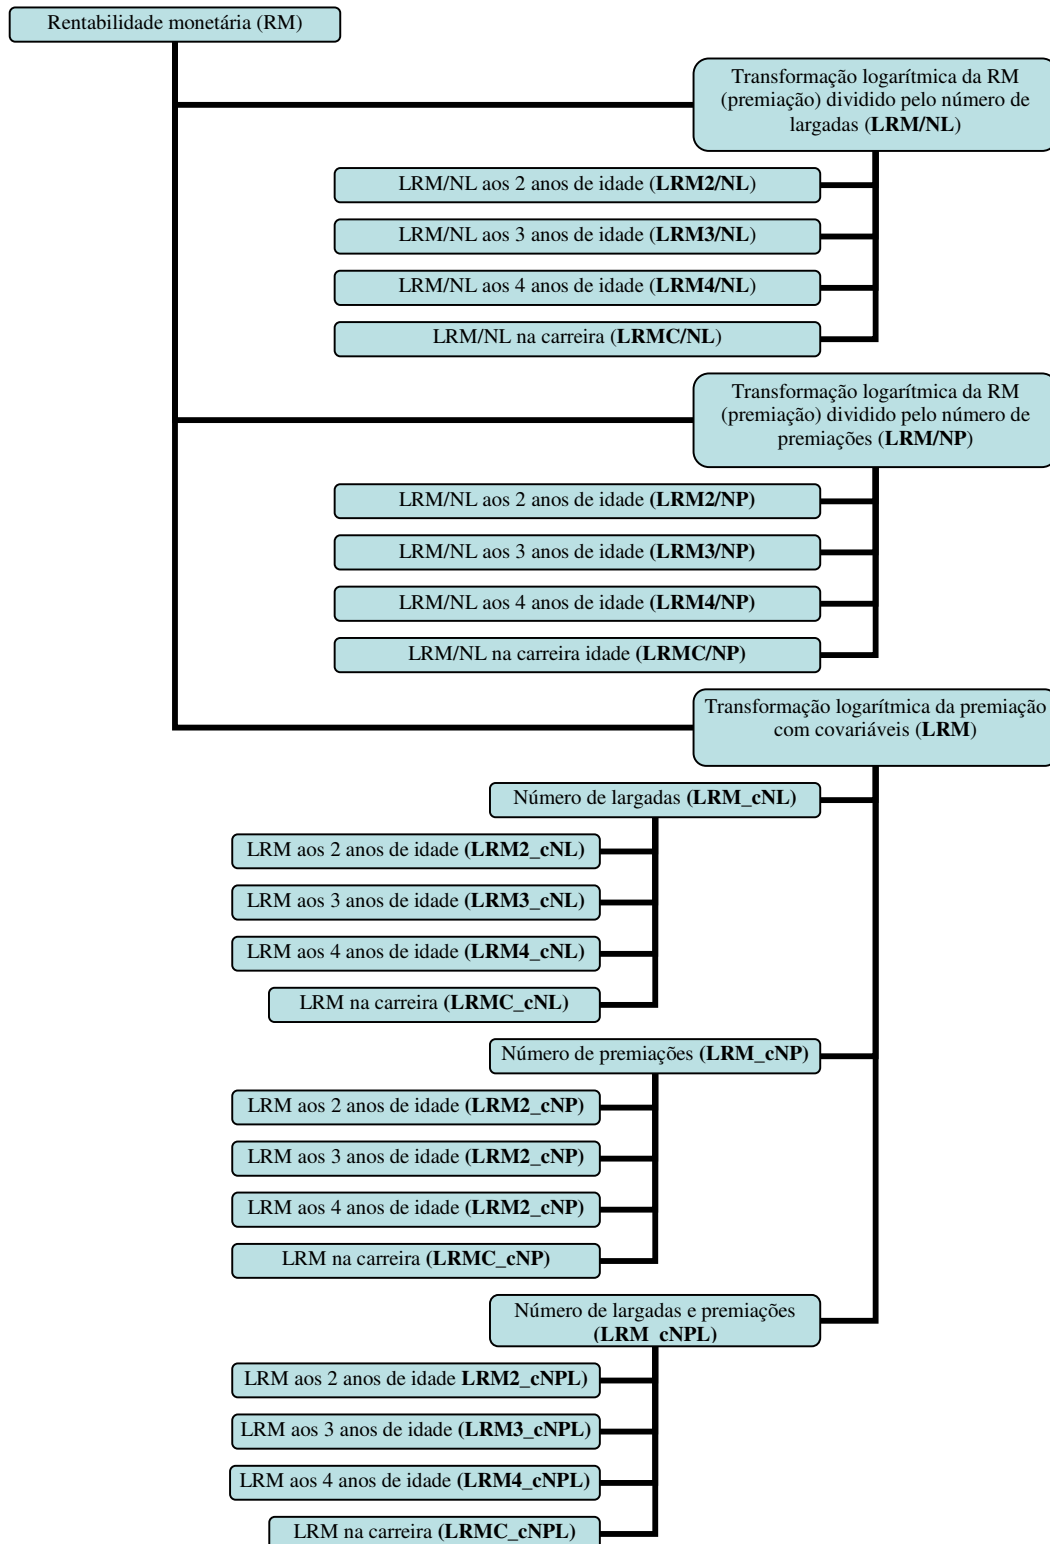 Rentabilidade monetária (RM)
Transformação logarítmica da RM
(premiação) dividido pelo número de
largadas (LRM/NL)
LRM/NL aos 2 anos de idade (LRM2/NL)
LRM/NL aos 3 anos de idade (LRM3/NL)
LRM/NL aos 4 anos de idade (LRM4/NL)
LRM/NL na carreira (LRMC/NL)
Transformação logarítmica da RM
(premiação) dividido pelo número de
premiações (LRM/NP)
LRM/NL aos 2 anos de idade (LRM2/NP)
LRM/NL aos 3 anos de idade (LRM3/NP)
LRM/NL aos 4 anos de idade (LRM4/NP)
LRM/NL na carreira idade (LRMC/NP)
Transformação logarítmica da premiação
com covariáveis (LRM)
Número de largadas (LRM_cNL)
LRM aos 2 anos de idade (LRM2_cNL)
LRM aos 3 anos de idade (LRM3_cNL)
LRM aos 4 anos de idade (LRM4_cNL)
LRM na carreira (LRMC_cNL)
Número de premiações (LRM_cNP)
LRM aos 2 anos de idade (LRM2_cNP)
LRM aos 3 anos de idade (LRM2_cNP)
LRM aos 4 anos de idade (LRM2_cNP)
LRM na carreira (LRMC_cNP)
Número de largadas e premiações
(LRM_cNPL)
LRM aos 2 anos de idade LRM2_cNPL)
LRM aos 3 anos de idade (LRM3_cNPL)
LRM aos 4 anos de idade (LRM4_cNPL)
LRM na carreira (LRMC_cNPL)